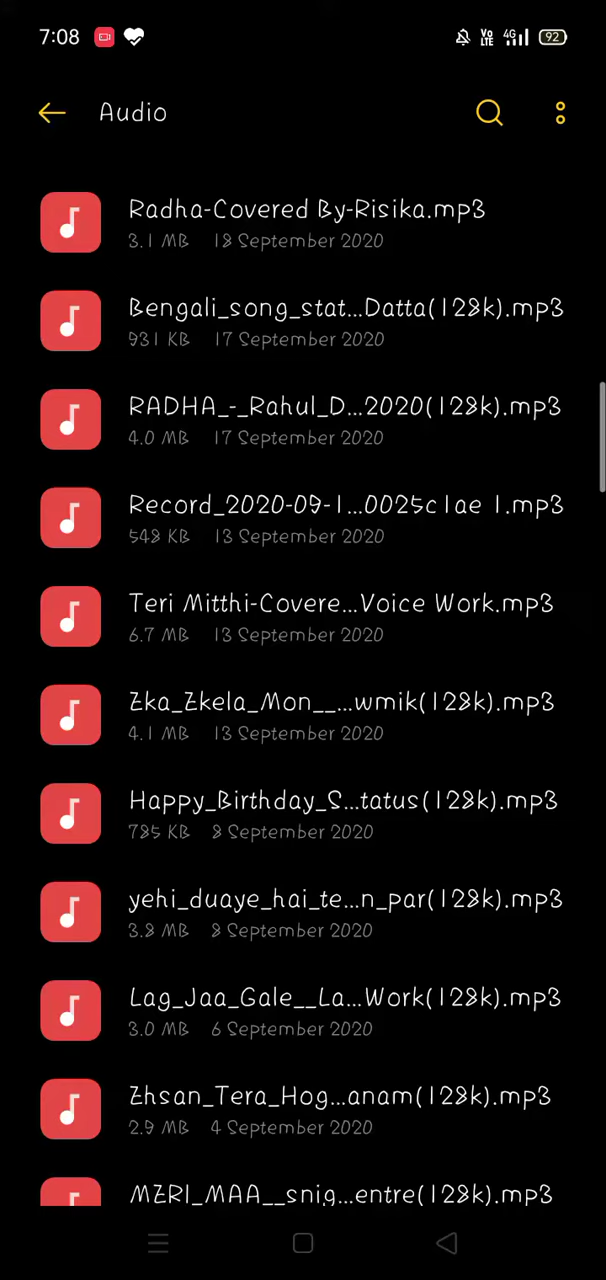 7:08
Vo LTE 4G 92
Audio
Radha-Covered By-Risika.mp3
3.1 MB 18 September 2020
Bengali_song_stat...Datta(128k).mp3
931 KB 17 September 2020
RADHA_-_Rahul_D...2020(128k).mp3
4.0 MB 17 September 2020
Record_2020-09-1...0025c1ae 1.mp3
548 KB 13 September 2020
Teri Mitthi-Covere...Voice Work.mp3
6.7 MB 13 September 2020
Eka_Ekela_Mon__...wmik(128k).mp3
4.1 MB 13 September 2020
Happy_Birthday_S...tatus(128k).mp3
785 KB 8 September 2020
yehi_duaye_hai_te...n_par(128k).mp3
3.8 MB 8 September 2020
Lag_Jaa_Gale__La...Work(128k).mp3
3.0 MB 6 September 2020
Ehsan_Tera_Hog...anam(128k).mp3
2.9 MB 4 September 2020
MERI_MAA__snig...entre(128k).mp3